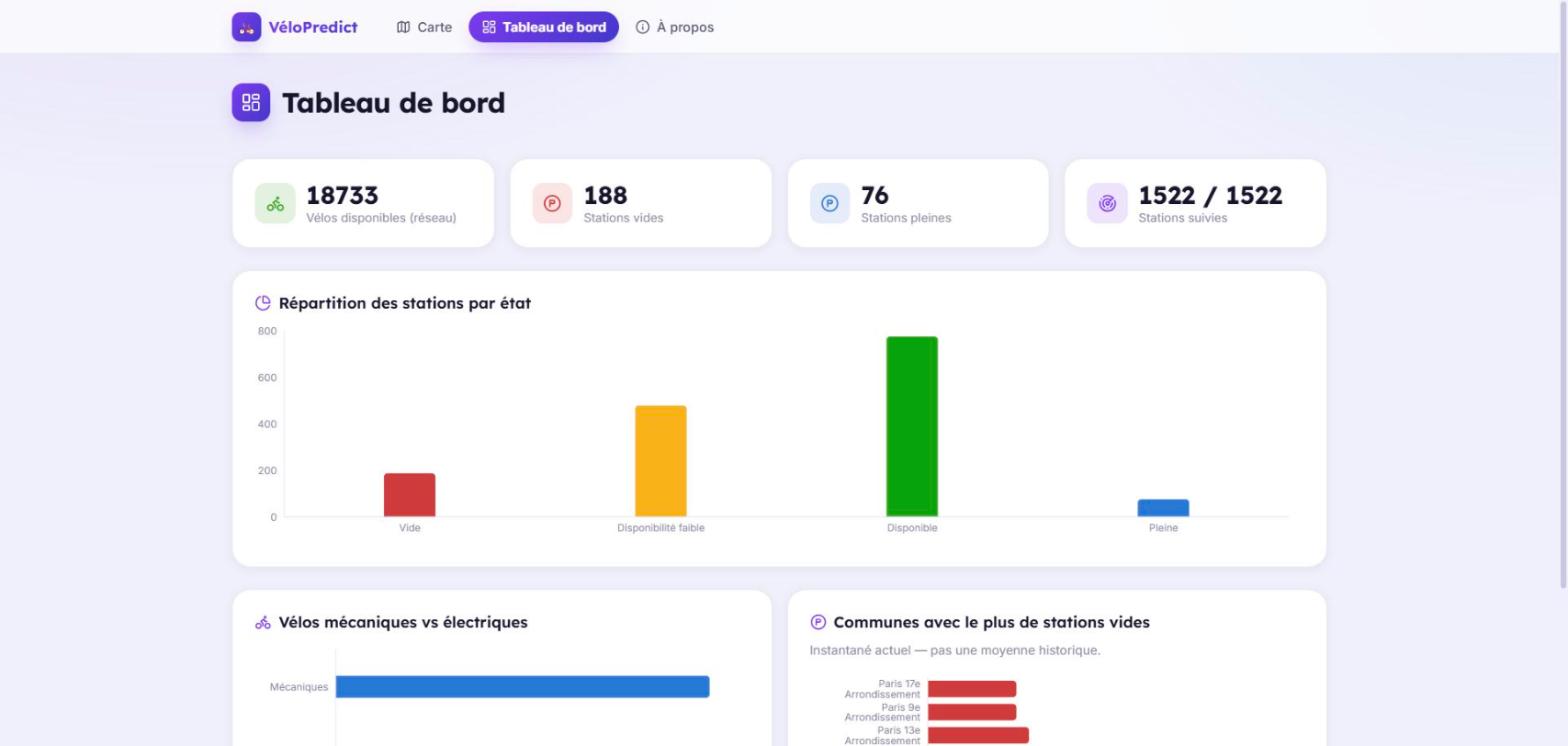 VéloPredict
Carte
Tableau de bord
À propos
Tableau de bord
18733
Vélos disponibles (réseau)
188
Stations vides
76
Stations pleines
1522 / 1522
Stations suivies
Répartition des stations par état
800
600
400
200
0
Vide
Disponibilité faible
Disponible
Pleine
Vélos mécaniques vs électriques
Mécaniques
Communes avec le plus de stations vides
Instantané actuel — pas une moyenne historique.
Paris 17e
Arrondissement
Paris 9e
Arrondissement
Paris 13e
Arrondissement